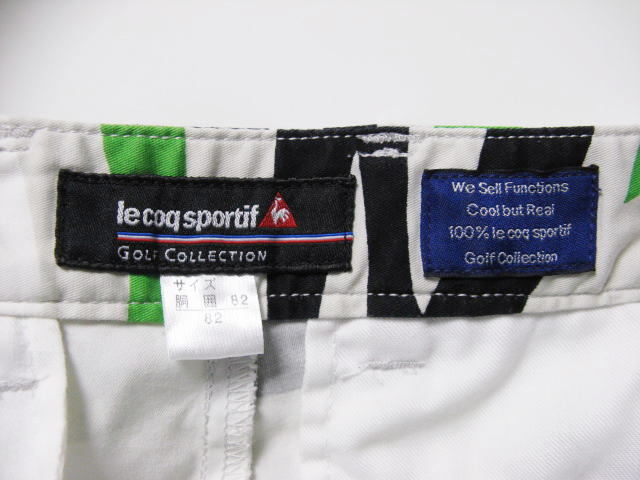 le coq sportif
GOLF COLLECTION
サイズ
胴 囲 82
82
We Sell Functions
Cool but Real
100% le coq sportif
Golf Collection